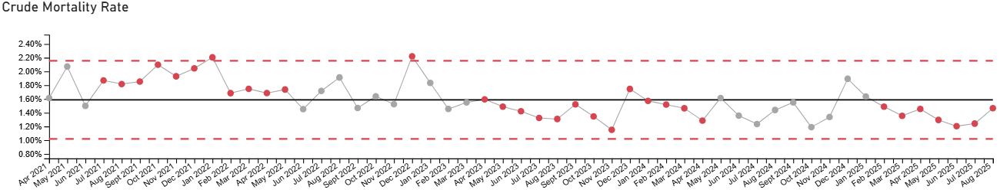 Crude Mortality Rate
2.40%
2.20%
2.00%
1.80%
1.60%
1.40%
1.20%
1.00%
0.80%
Apr 2021
May 2021
Jun 2021
Jul 2021
Aug 2021
Sept 2021
Oct 2021
Nov 2021
Dec 2021
Jan 2022
Feb 2022
Mar 2022
Apr 2022
May 2022
Jun 2022
Jul 2022
Aug 2022
Sept 2022
Oct 2022
Nov 2022
Dec 2022
Jan 2023
Feb 2023
Mar 2023
Apr 2023
May 2023
Jun 2023
Jul 2023
Aug 2023
Sept 2023
Oct 2023
Nov 2023
Dec 2023
Jan 2024
Feb 2024
Mar 2024
Apr 2024
May 2024
Jun 2024
Jul 2024
Aug 2024
Sept 2024
Oct 2024
Nov 2024
Dec 2024
Jan 2025
Feb 2025
Mar 2025
Apr 2025
May 2025
Jun 2025
Jul 2025
Aug 2025